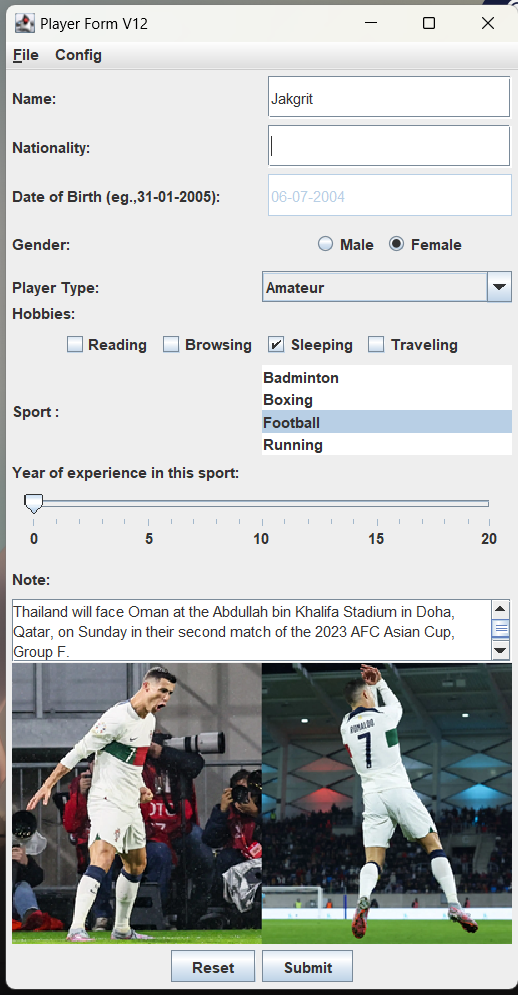 Player Form V12
File Config
Name: Jakgrit
Nationality:
Date of Birth (eg.,31-01-2005): 06-07-2004
Gender: Male Female
Player Type: Amateur
Hobbies:
Reading Browsing Sleeping Traveling
Badminton
Boxing
Sport : Football
Running
Year of experience in this sport:
0 5 10 15 20
Note:
Thailand will face Oman at the Abdullah bin Khalifa Stadium in Doha,
Qatar, on Sunday in their second match of the 2023 AFC Asian Cup,
Group F.
RONALDO
7
7
Reset Submit